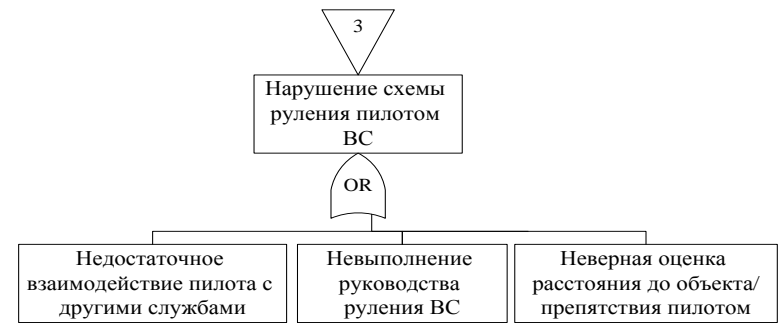 3
Нарушение схемы
руления пилотом
ВС
OR
Недостаточное
взаимодействие пилота с
другими службами
Невыполнение
руководства
руления ВС
Неверная оценка
расстояния до объекта/
препятствия пилотом